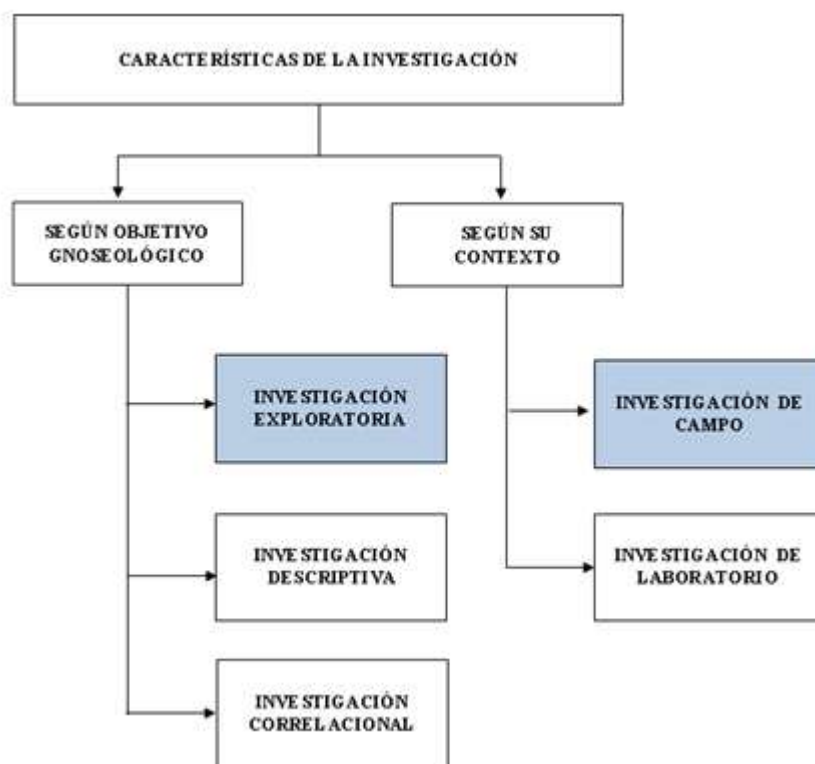 CARACTERÍSTICAS DE LA INVESTIGACIÓN
SEGÚN OBJETIVO
GNOSEOLÓGICO
SEGÚN SU
CONTEXTO
INVESTIGACIÓN
EXPLORATORIA
INVESTIGACIÓN DE
CAMPO
INVESTIGACIÓN
DESCRIPTIVA
INVESTIGACIÓN DE
LABORATORIO
INVESTIGACIÓN
CORRELACIONAL